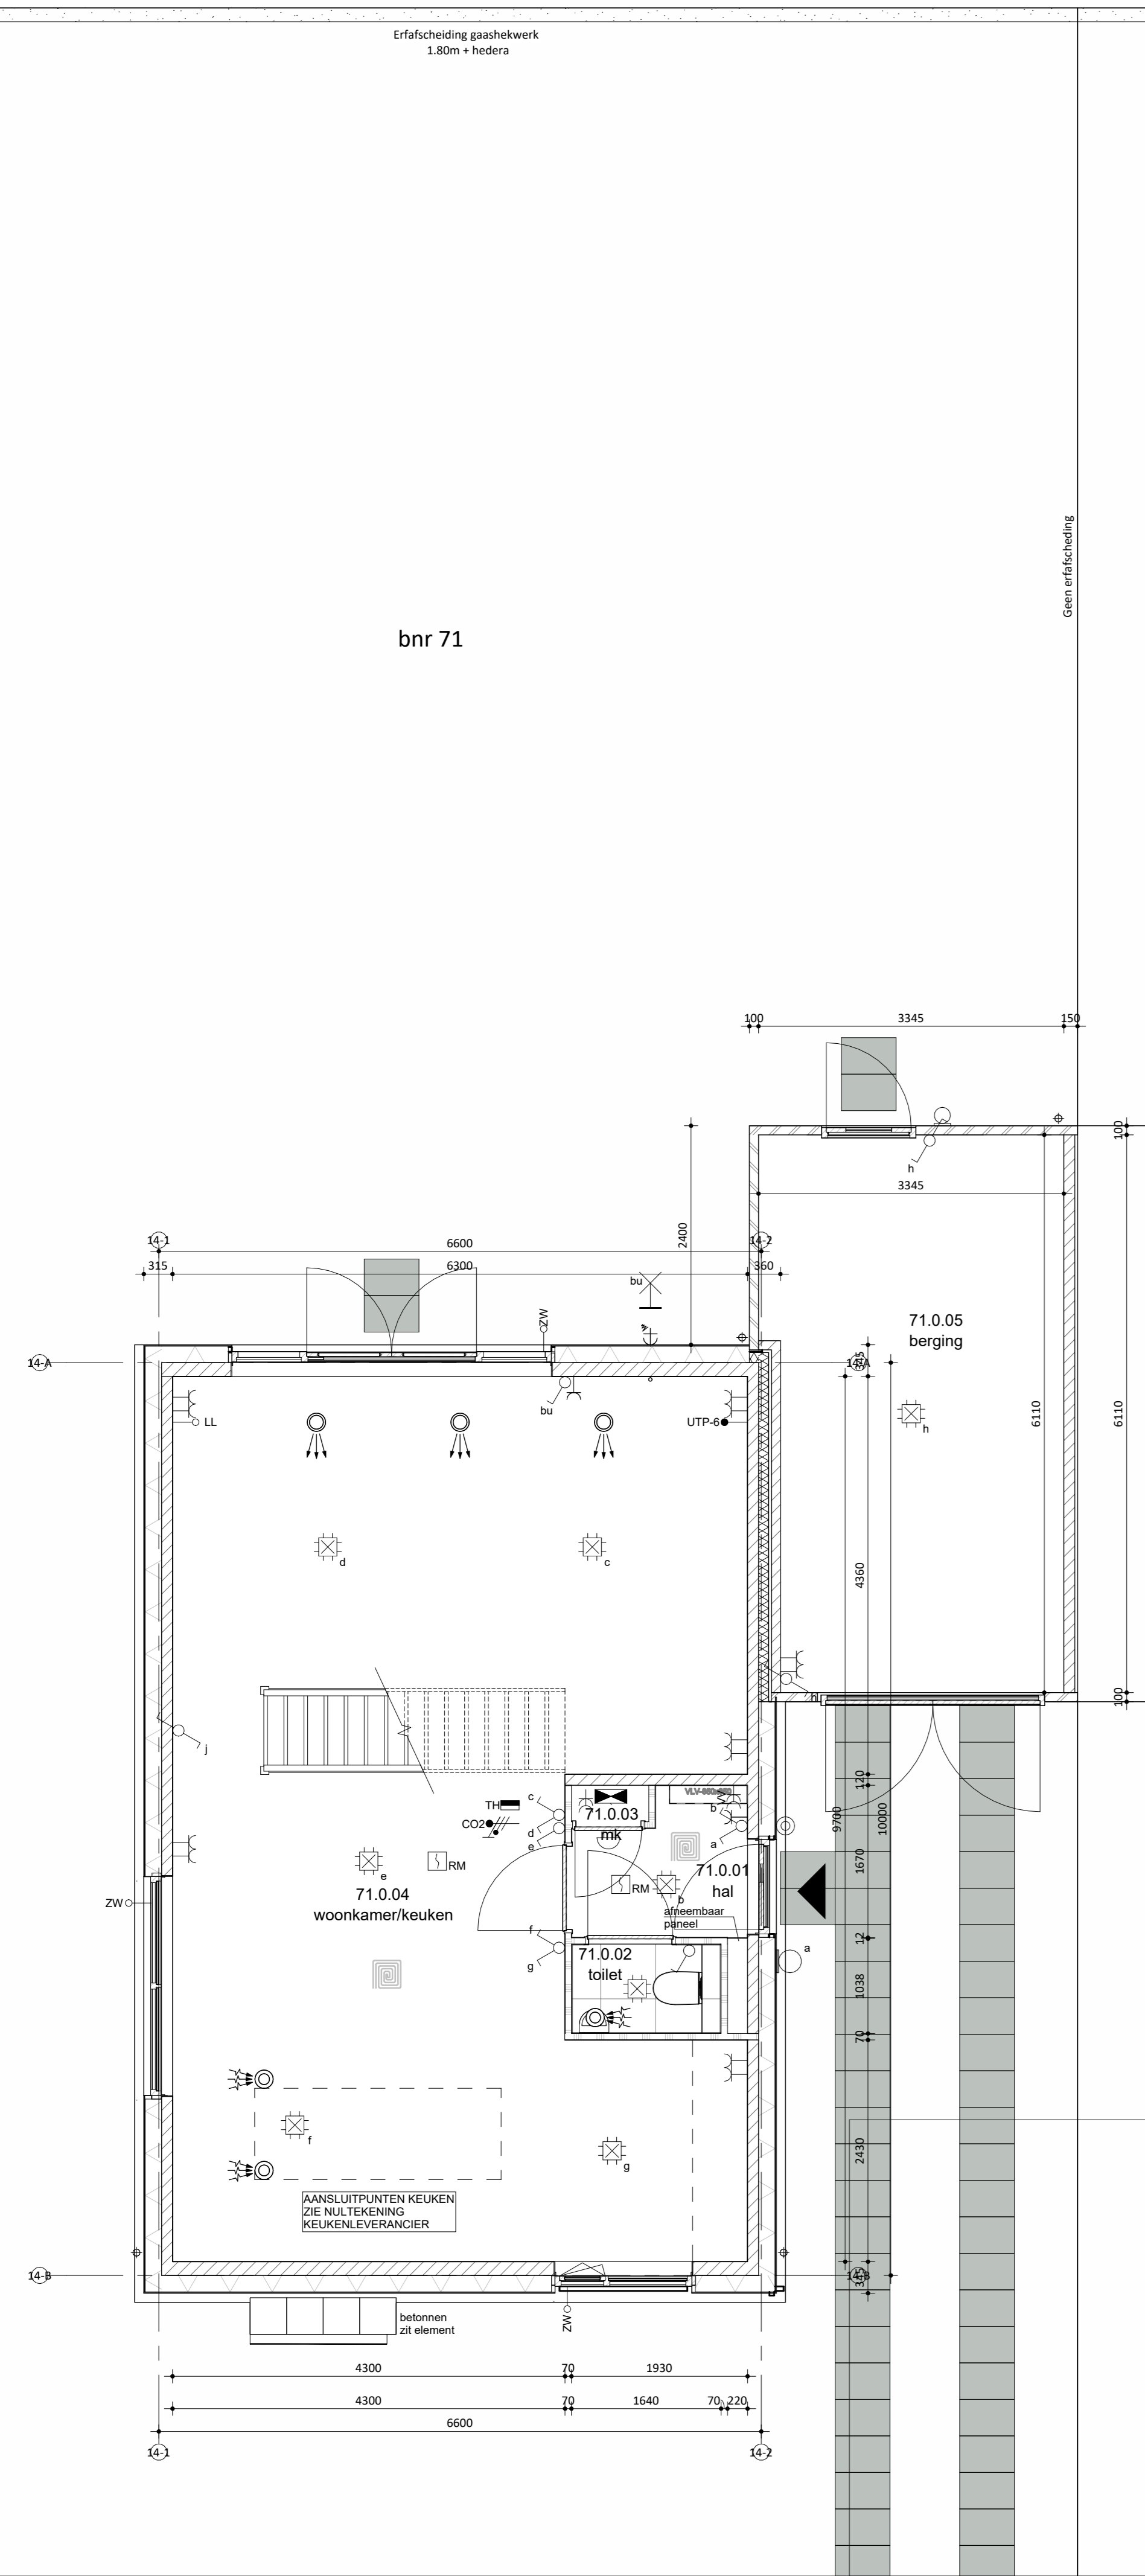 Erfafscheiding gaashekwerk
1.80m + hedera
Geen erfafscheding
bnr 71
100
3345
150
100
h
3345
2400
14-1
6600
14-2
315
6300
360
bu
ZW
71.0.05
berging
14-A
14-A
345
LL
bu
UTP-6
6110
6110
h
d
c
4360
j
h
100
120
TH
CO2
c
d
e
71.0.03
mk
b
a
9700
10000
e
RM
RM
71.0.01
hal
b
1670
71.0.04
woonkamer/keuken
ZW
afneembaar
paneel
f
g
71.0.02
toilet
12
a
1038
70
f
g
2430
AANSLUITPUNTEN KEUKEN
ZIE NULTEKENING
KEUKENLEVERANCIER
14-B
14-B
345
betonnen
zit element
ZW
4300
70
1930
4300
70
1640
70
220
6600
14-1
14-2